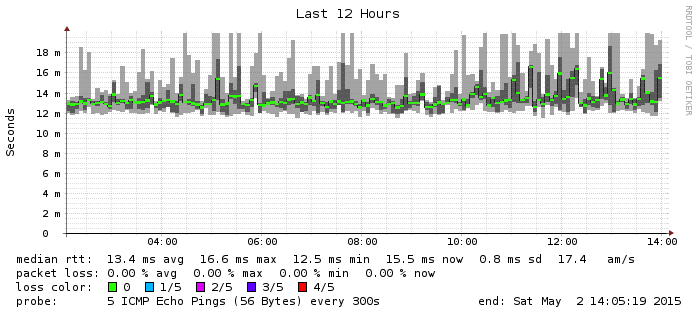 Last 12 Hours
RRDTOOL / TOBI OETIKER
Seconds
18 m
16 m
14 m
12 m
10 m
8 m
6 m
4 m
2 m
0
04:00 06:00 08:00 10:00 12:00 14:00
median rtt: 13.4 ms avg 16.6 ms max 12.5 ms min 15.5 ms now 0.8 ms sd 17.4 am/s
packet loss: 0.00 % avg 0.00 % max 0.00 % min 0.00 % now
loss color: 0 1/5 2/5 3/5 4/5
probe: 5 ICMP Echo Pings (56 Bytes) every 300s end: Sat May 2 14:05:19 2015